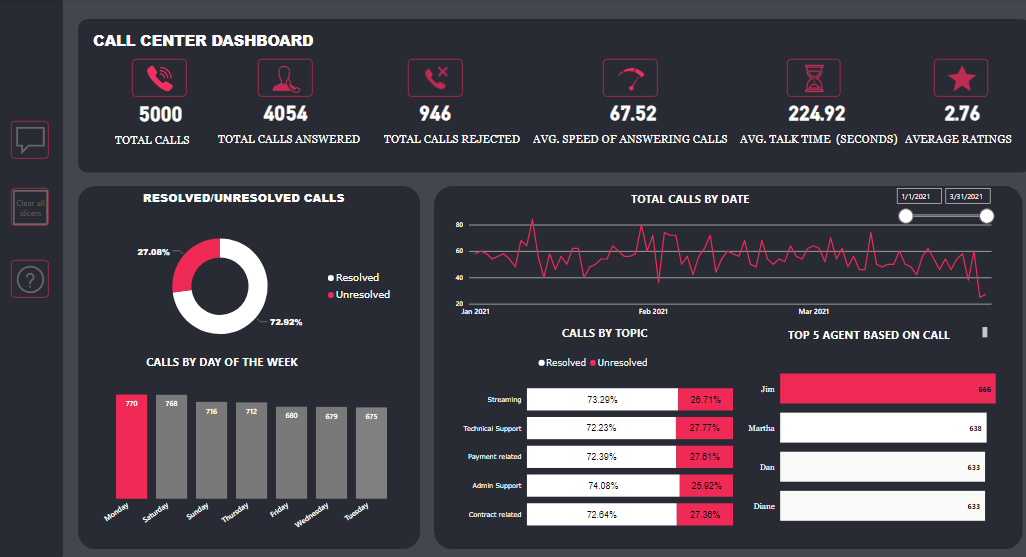 CALL CENTER DASHBOARD
5000 4054 946 67.52 224.92 2.76
TOTAL CALLS TOTAL CALLS ANSWERED TOTAL CALLS REJECTED AVG. SPEED OF ANSWERING CALLS AVG. TALK TIME (SECONDS) AVERAGE RATINGS
Clear all
slicers
?
RESOLVED/UNRESOLVED CALLS
27.08%
72.92%
Resolved
Unresolved
CALLS BY DAY OF THE WEEK
770 768 716 712 680 679 675
Monday Saturday Sunday Thursday Friday Wednesday Tuesday
TOTAL CALLS BY DATE
1/1/2021 3/31/2021
80
60
40
20
Jan 2021 Feb 2021 Mar 2021
CALLS BY TOPIC
Resolved Unresolved
Streaming 73.29% 26.71%
Technical Support 72.23% 27.77%
Payment related 72.39% 27.61%
Admin Support 74.08% 25.92%
Contract related 72.64% 27.36%
TOP 5 AGENT BASED ON CALL
Jim 666
Martha 638
Dan 633
Diane 633